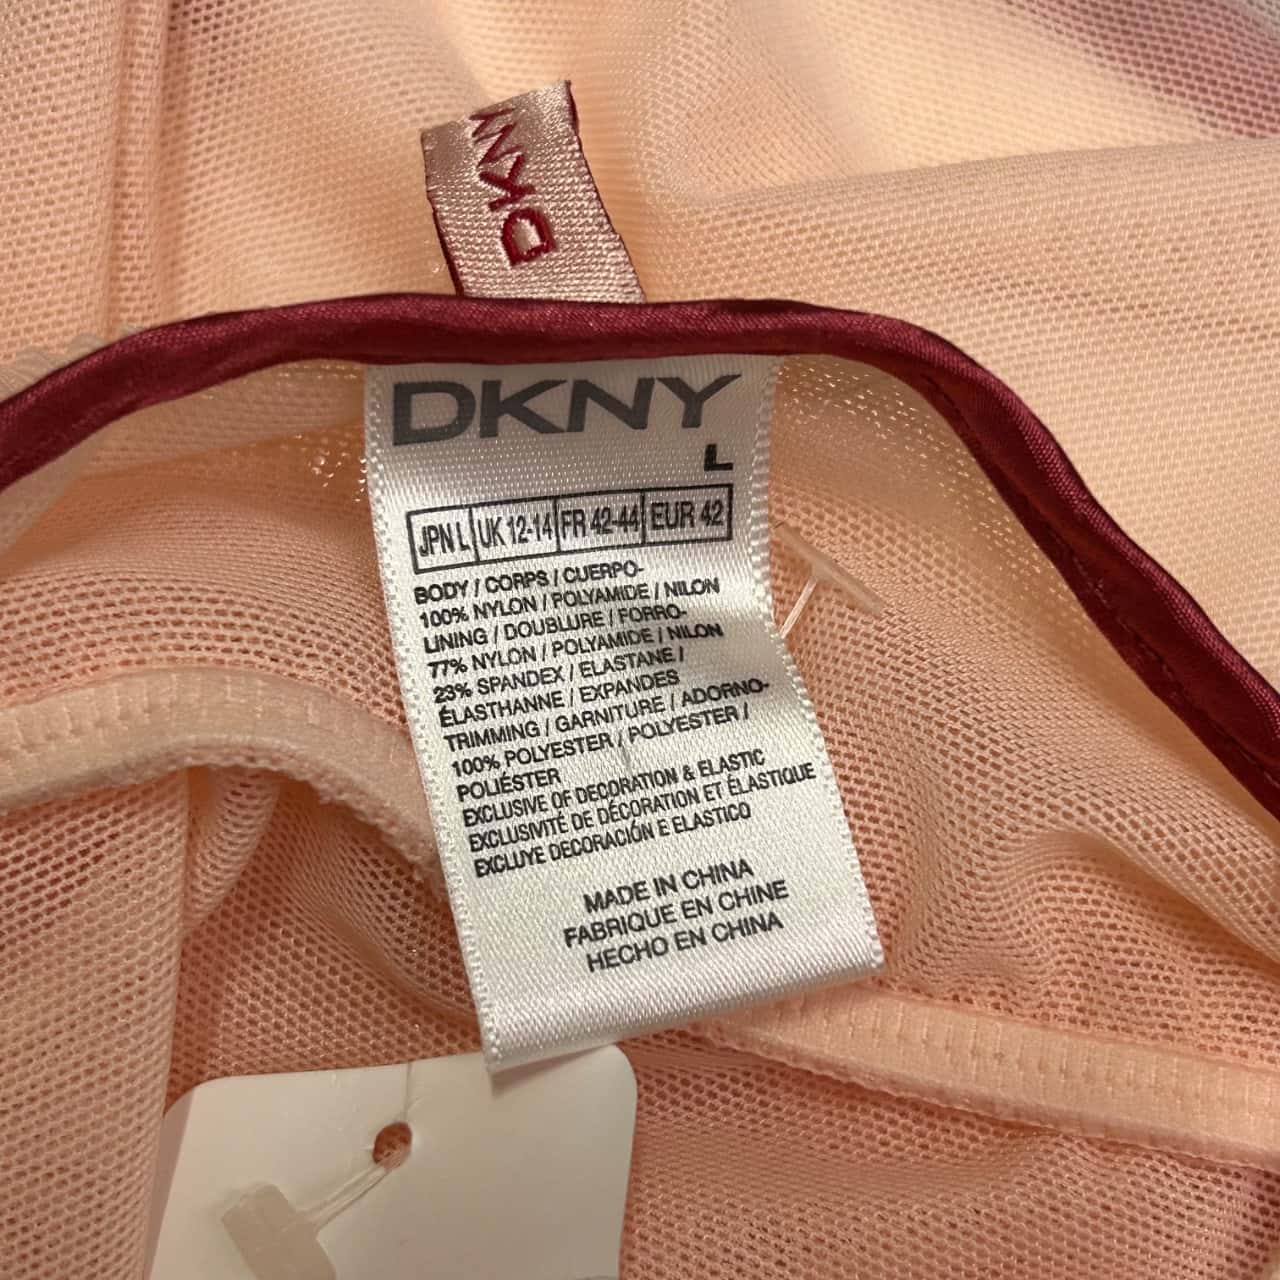 DKNY
DKNY
L
JPN L UK 12-14 FR 42-44 EUR 42
BODY / CORPS / CUERPO-
100% NYLON / POLYAMIDE / NILON
LINING / DOUBLURE / FORRO-
77% NYLON / POLYAMIDE / NILON
23% SPANDEX / ELASTANE /
ÉLASTHANNE / EXPANDES
TRIMMING / GARNITURE / ADORNO-
100% POLYESTER / POLYESTER /
POLIÉSTER
EXCLUSIVE OF DECORATION & ELASTIC
EXCLUSIVITÉ DE DÉCORATION ET ÉLASTIQUE
EXCLUYE DECORACIÓN E ELASTICO
MADE IN CHINA
FABRIQUE EN CHINE
HECHO EN CHINA